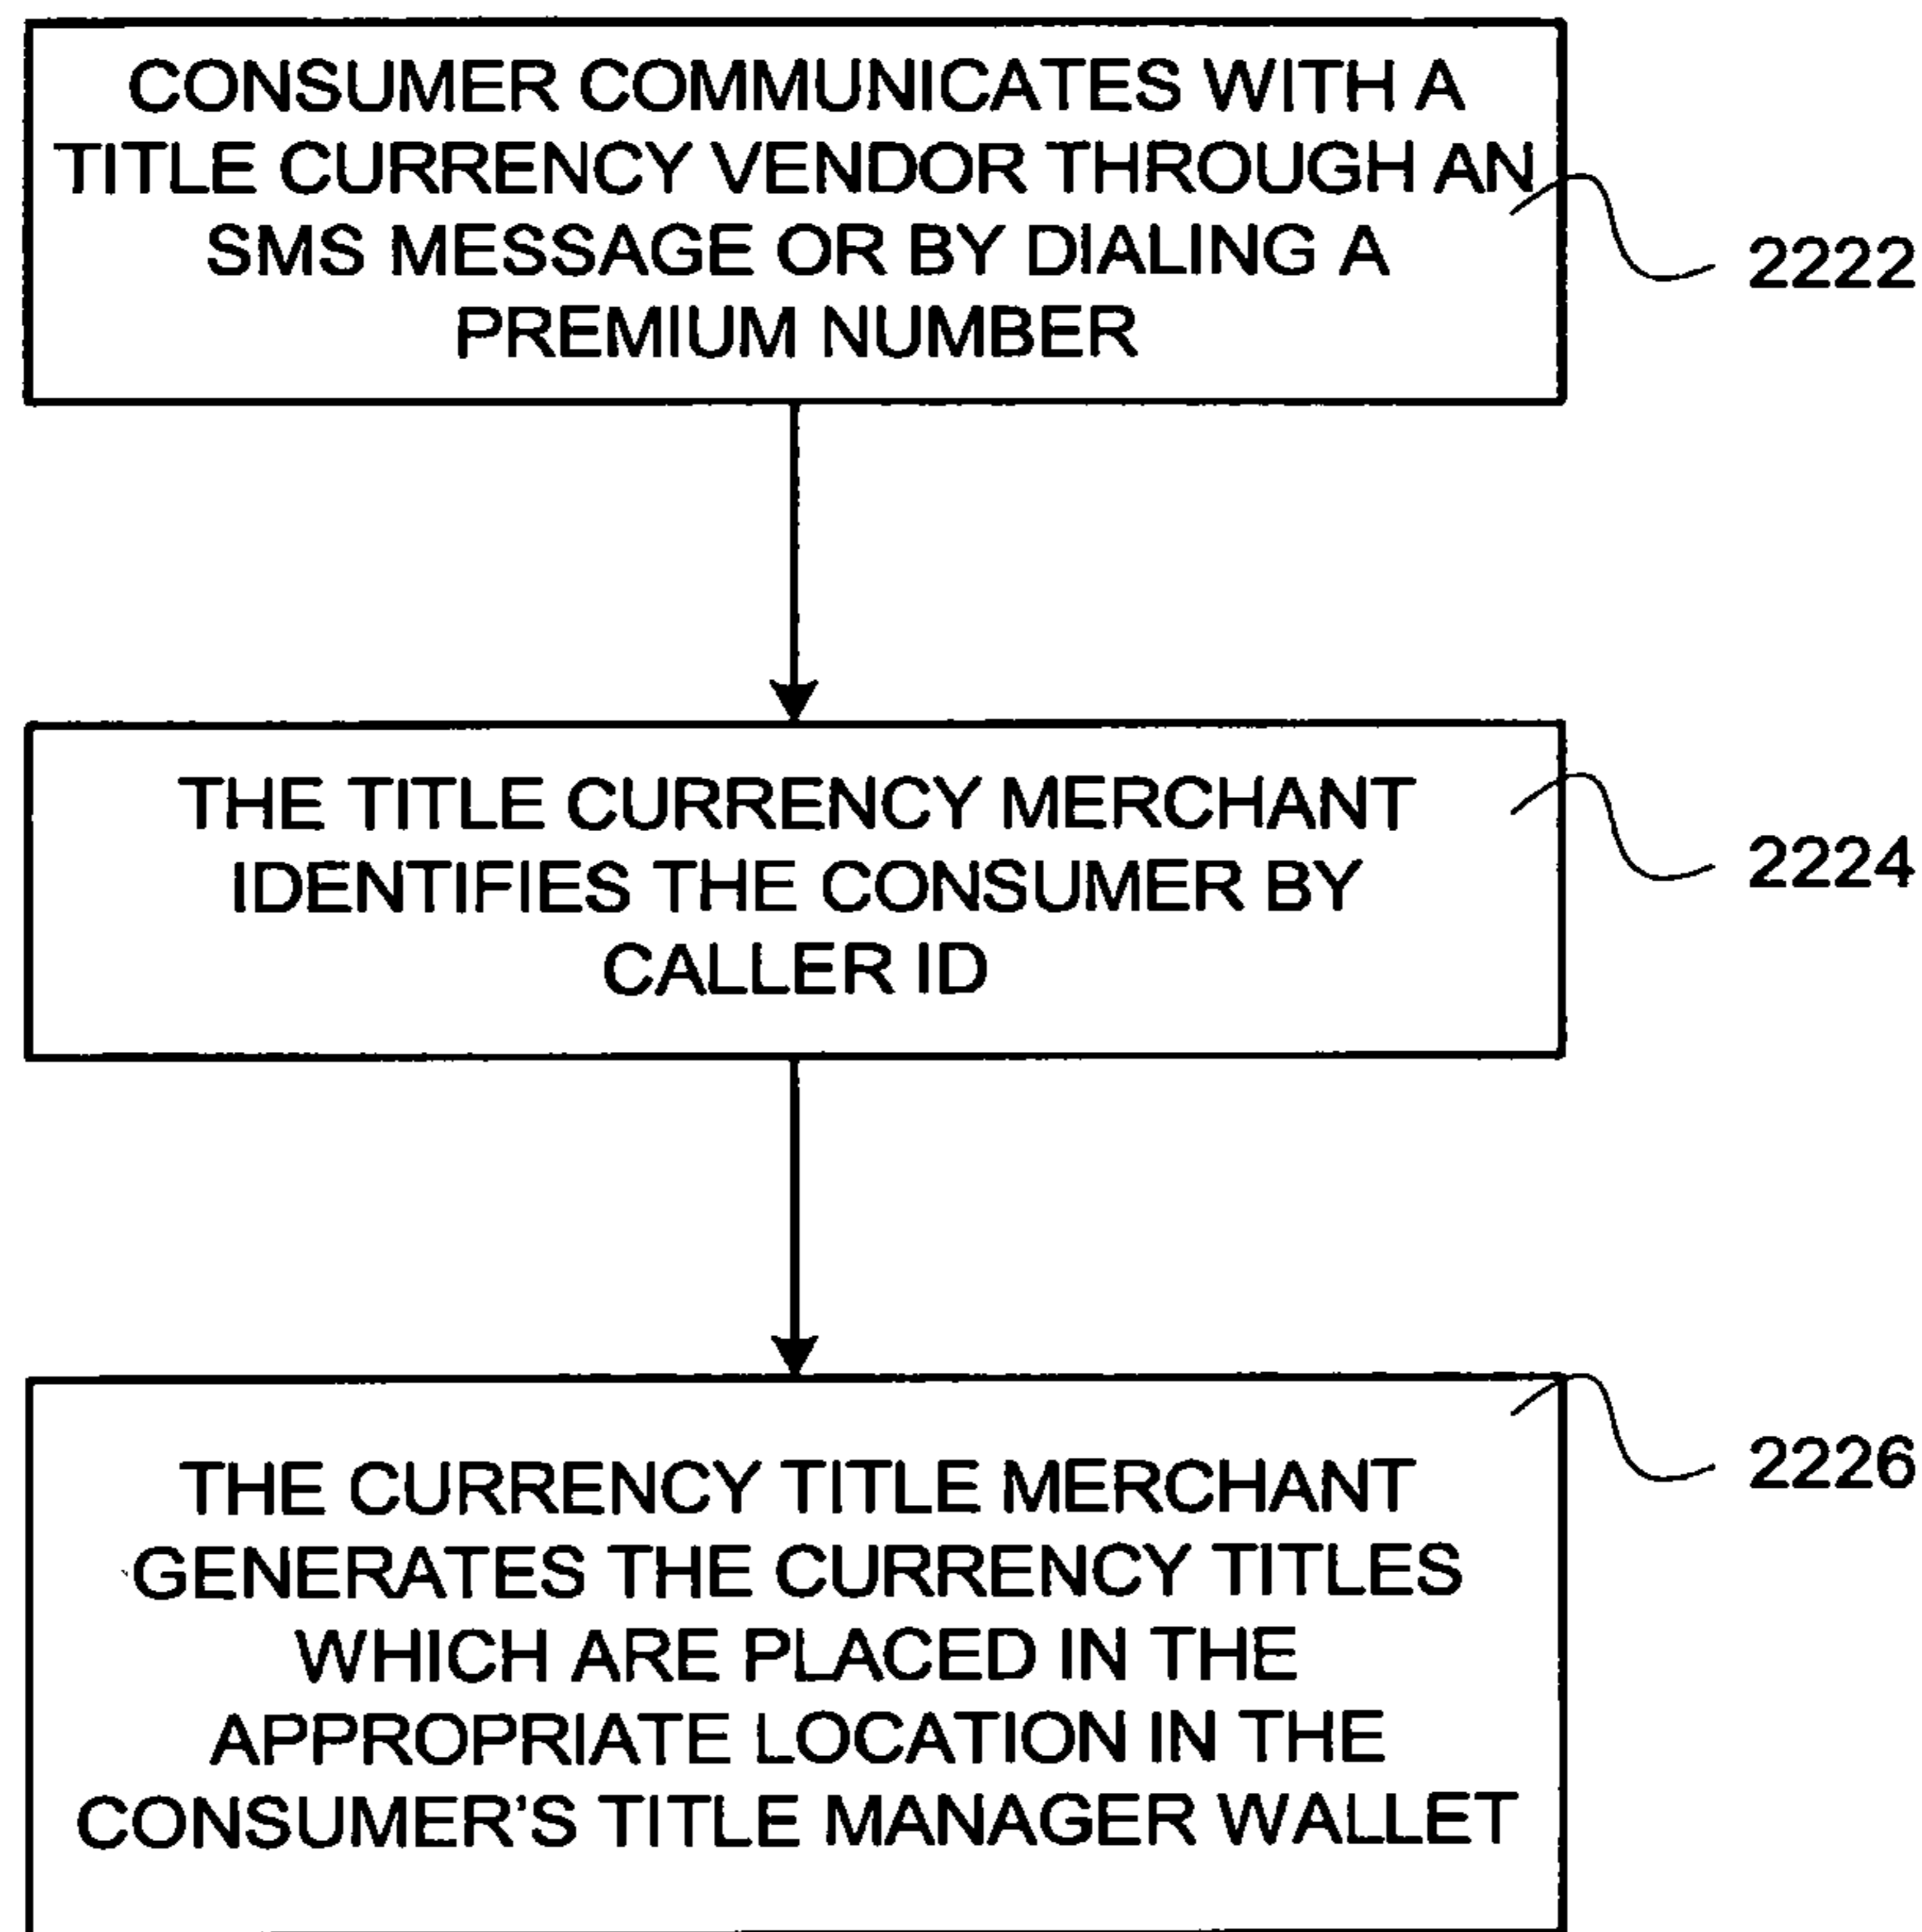 CONSUMER COMMUNICATES WITH A
TITLE CURRENCY VENDOR THROUGH AN
SMS MESSAGE OR BY DIALING A
PREMIUM NUMBER
2222
THE TITLE CURRENCY MERCHANT
IDENTIFIES THE CONSUMER BY
CALLER ID
2224
THE CURRENCY TITLE MERCHANT
GENERATES THE CURRENCY TITLES
WHICH ARE PLACED IN THE
APPROPRIATE LOCATION IN THE
CONSUMER'S TITLE MANAGER WALLET
2226